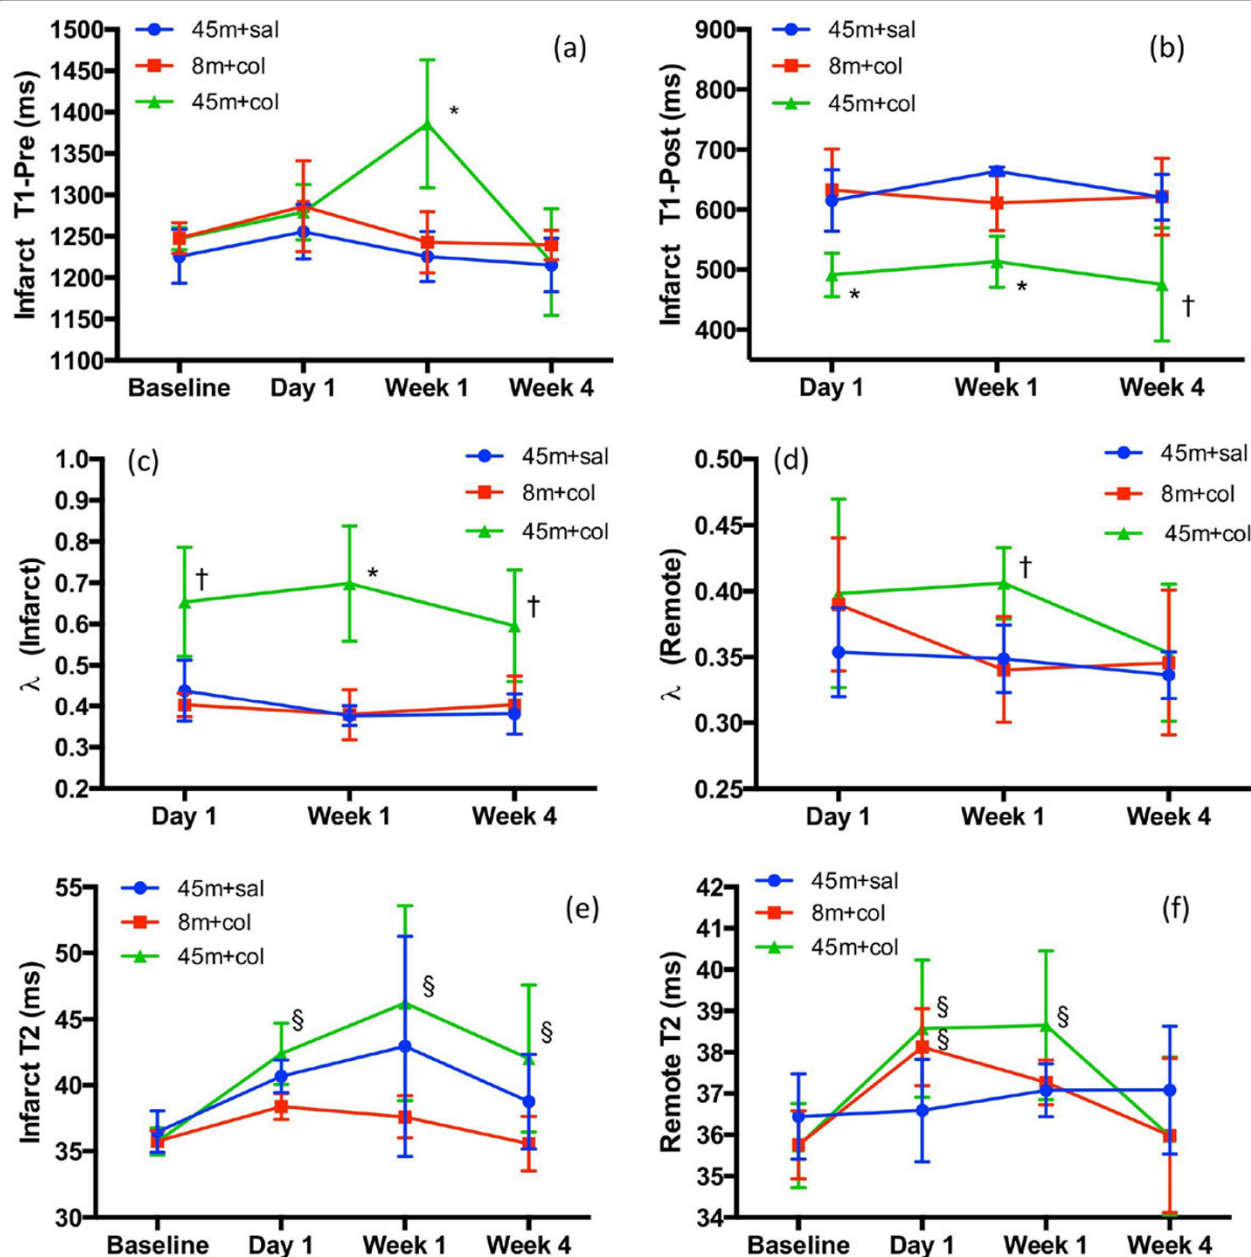 45m+sal
8m+col
45m+col
(a)
Infarct T1-Pre (ms)
1500
1450
1400
1350
1300
1250
1200
1150
1100
*
Baseline Day 1 Week 1 Week 4
45m+sal
8m+col
45m+col
(b)
Infarct T1-Post (ms)
900
800
700
600
500
400
* * †
Day 1 Week 1 Week 4
(c)
45m+sal
8m+col
45m+col
λ (Infarct)
1.0
0.9
0.8
0.7
0.6
0.5
0.4
0.3
0.2
† * †
Day 1 Week 1 Week 4
(d)
45m+sal
8m+col
45m+col
λ (Remote)
0.50
0.45
0.40
0.35
0.30
0.25
†
Day 1 Week 1 Week 4
45m+sal
8m+col
45m+col
(e)
Infarct T2 (ms)
55
50
45
40
35
30
§ § §
Baseline Day 1 Week 1 Week 4
45m+sal
8m+col
45m+col
(f)
Remote T2 (ms)
42
41
40
39
38
37
36
35
34
§
§
§
Baseline Day 1 Week 1 Week 4